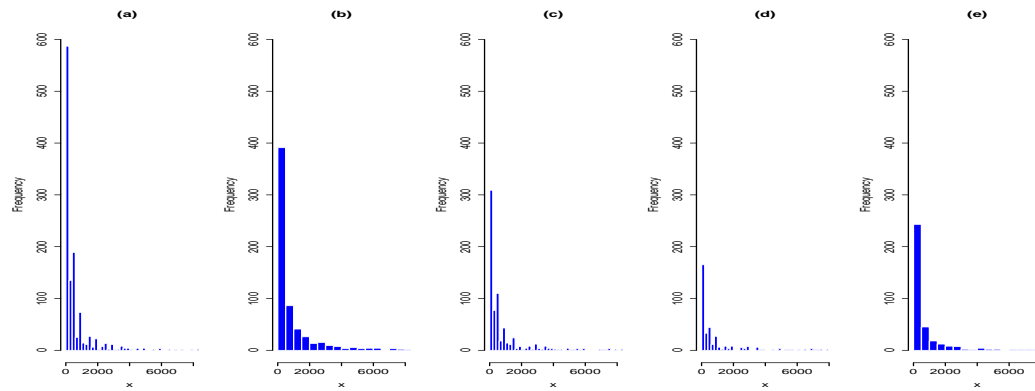 (a) (b) (c) (d) (e)
600 600 600 600 600
500 500 500 500 500
400 400 400 400 400
Frequency Frequency Frequency Frequency Frequency
300 300 300 300 300
200 200 200 200 200
100 100 100 100 100
0 0 0 0 0
0 2000 6000 0 2000 6000 0 2000 6000 0 2000 6000 0 2000 6000
x x x x x